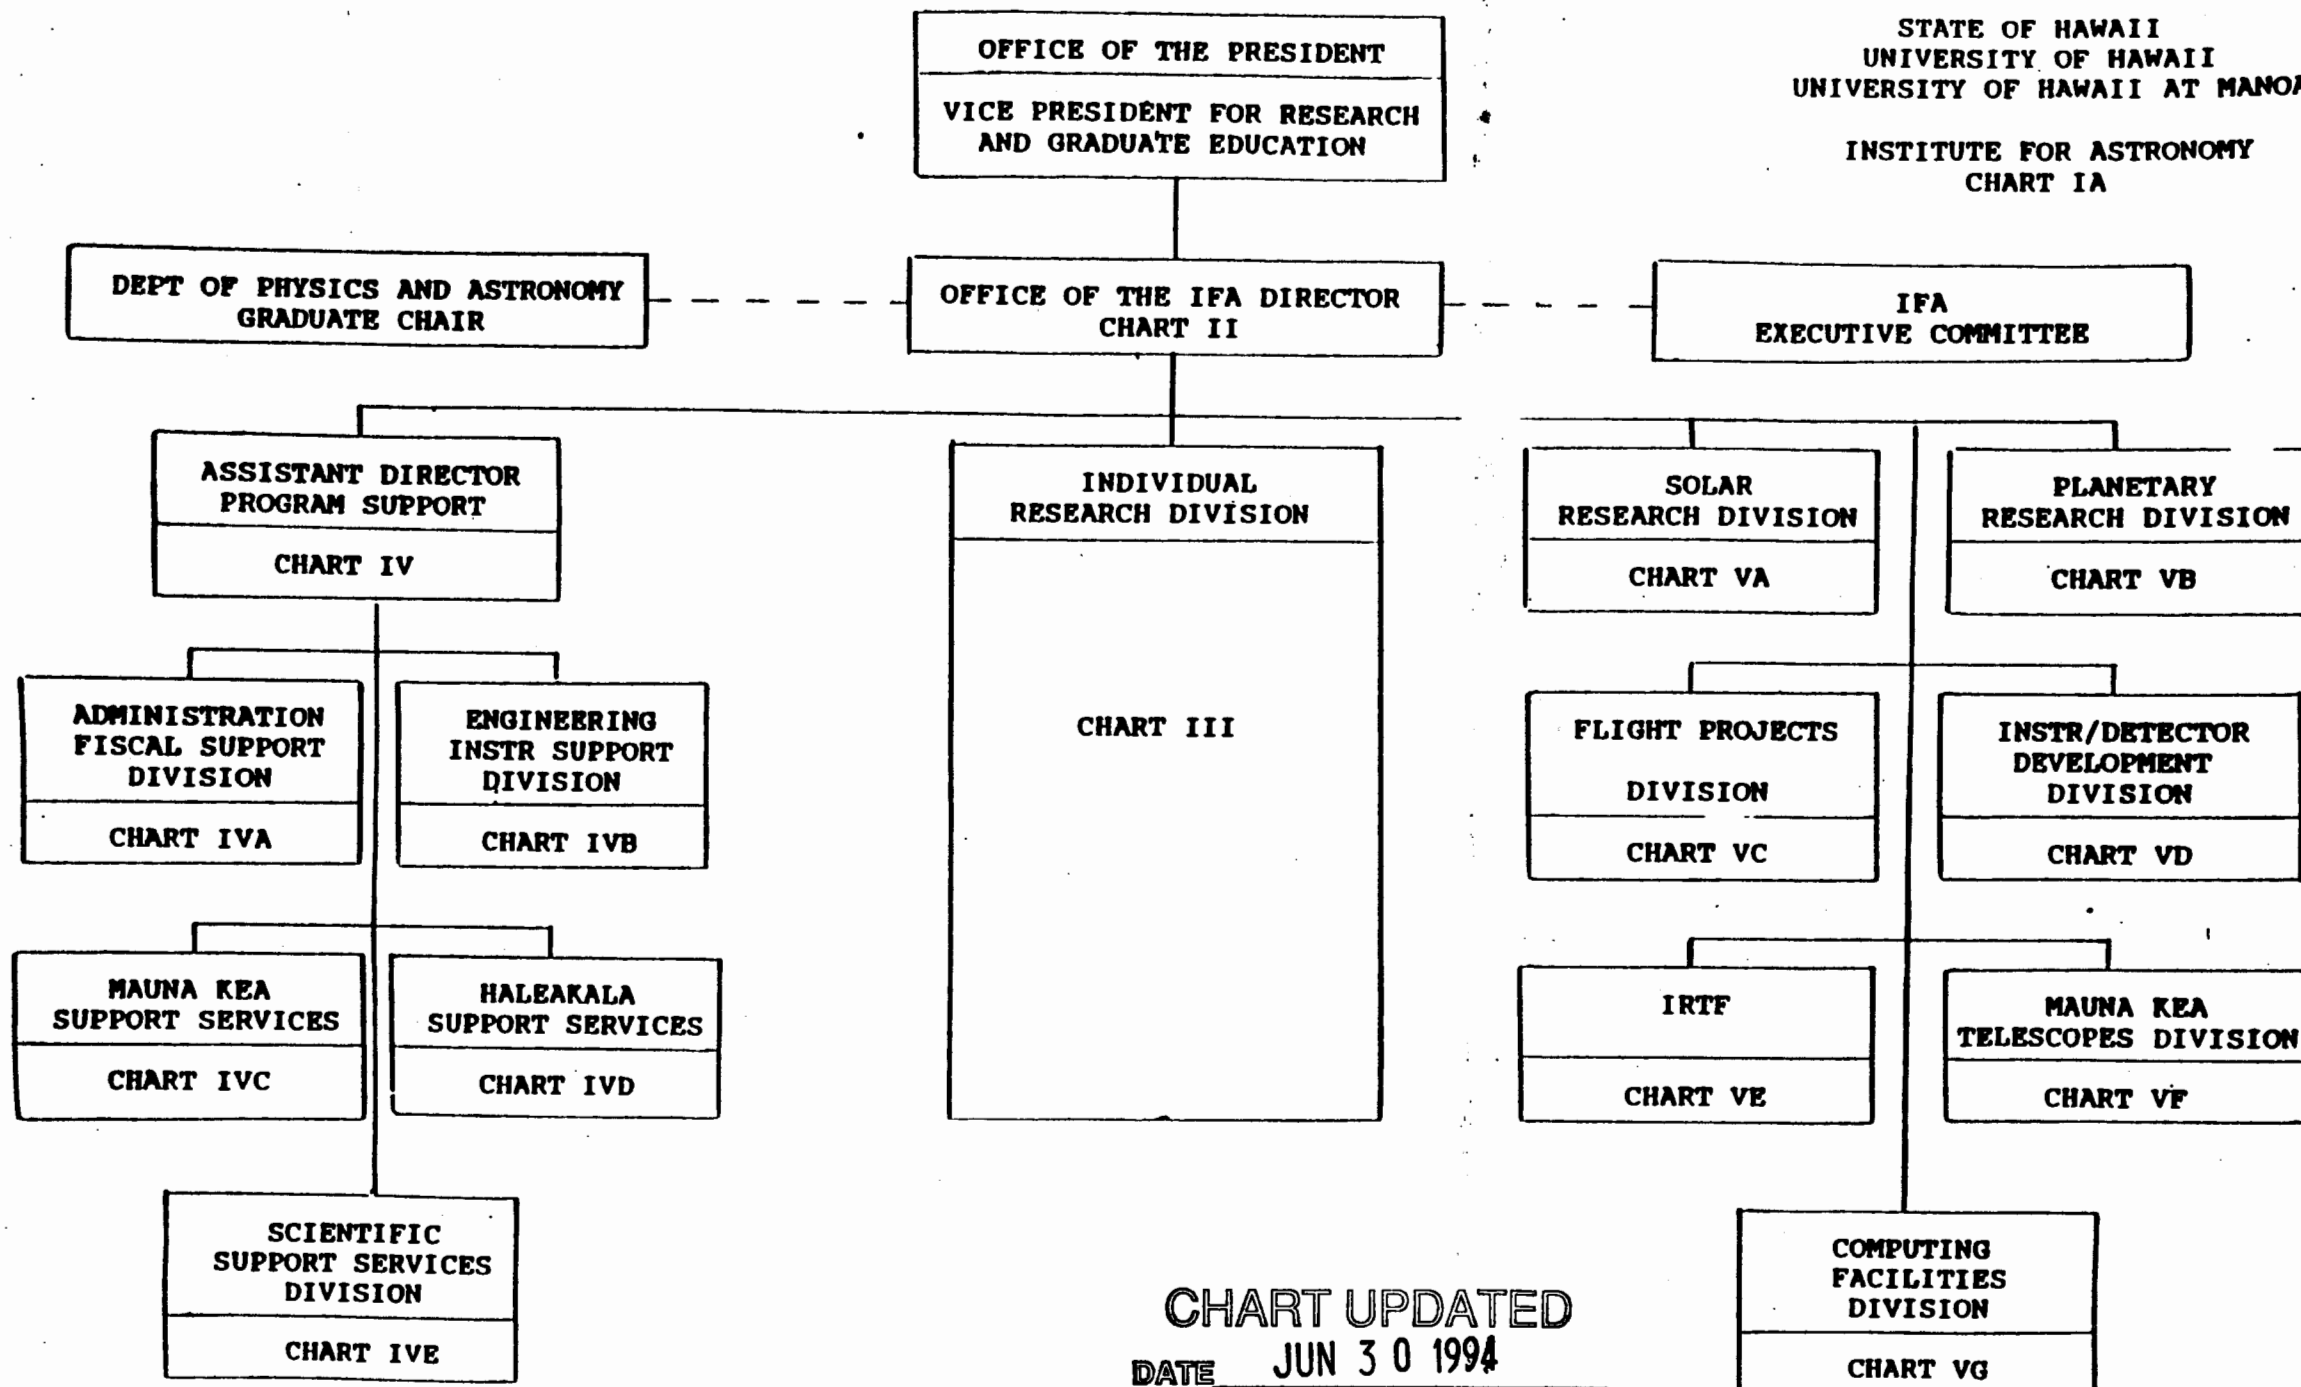 STATE OF HAWAII
UNIVERSITY OF HAWAII
UNIVERSITY OF HAWAII AT MANOA
INSTITUTE FOR ASTRONOMY
CHART IA
OFFICE OF THE PRESIDENT
VICE PRESIDENT FOR RESEARCH
AND GRADUATE EDUCATION
DEPT OF PHYSICS AND ASTRONOMY
GRADUATE CHAIR
OFFICE OF THE IFA DIRECTOR
CHART II
IFA
EXECUTIVE COMMITTEE
ASSISTANT DIRECTOR
PROGRAM SUPPORT
CHART IV
ADMINISTRATION
FISCAL SUPPORT
DIVISION
CHART IVA
ENGINEERING
INSTR SUPPORT
DIVISION
CHART IVB
MAUNA KEA
SUPPORT SERVICES
CHART IVC
HALEAKALA
SUPPORT SERVICES
CHART IVD
SCIENTIFIC
SUPPORT SERVICES
DIVISION
CHART IVE
INDIVIDUAL
RESEARCH DIVISION
CHART III
SOLAR
RESEARCH DIVISION
CHART VA
PLANETARY
RESEARCH DIVISION
CHART VB
FLIGHT PROJECTS
DIVISION
CHART VC
INSTR/DETECTOR
DEVELOPMENT
DIVISION
CHART VD
IRTF
CHART VE
MAUNA KEA
TELESCOPES DIVISION
CHART VF
COMPUTING
FACILITIES
DIVISION
CHART VG
CHART UPDATED
DATE JUN 30 1994